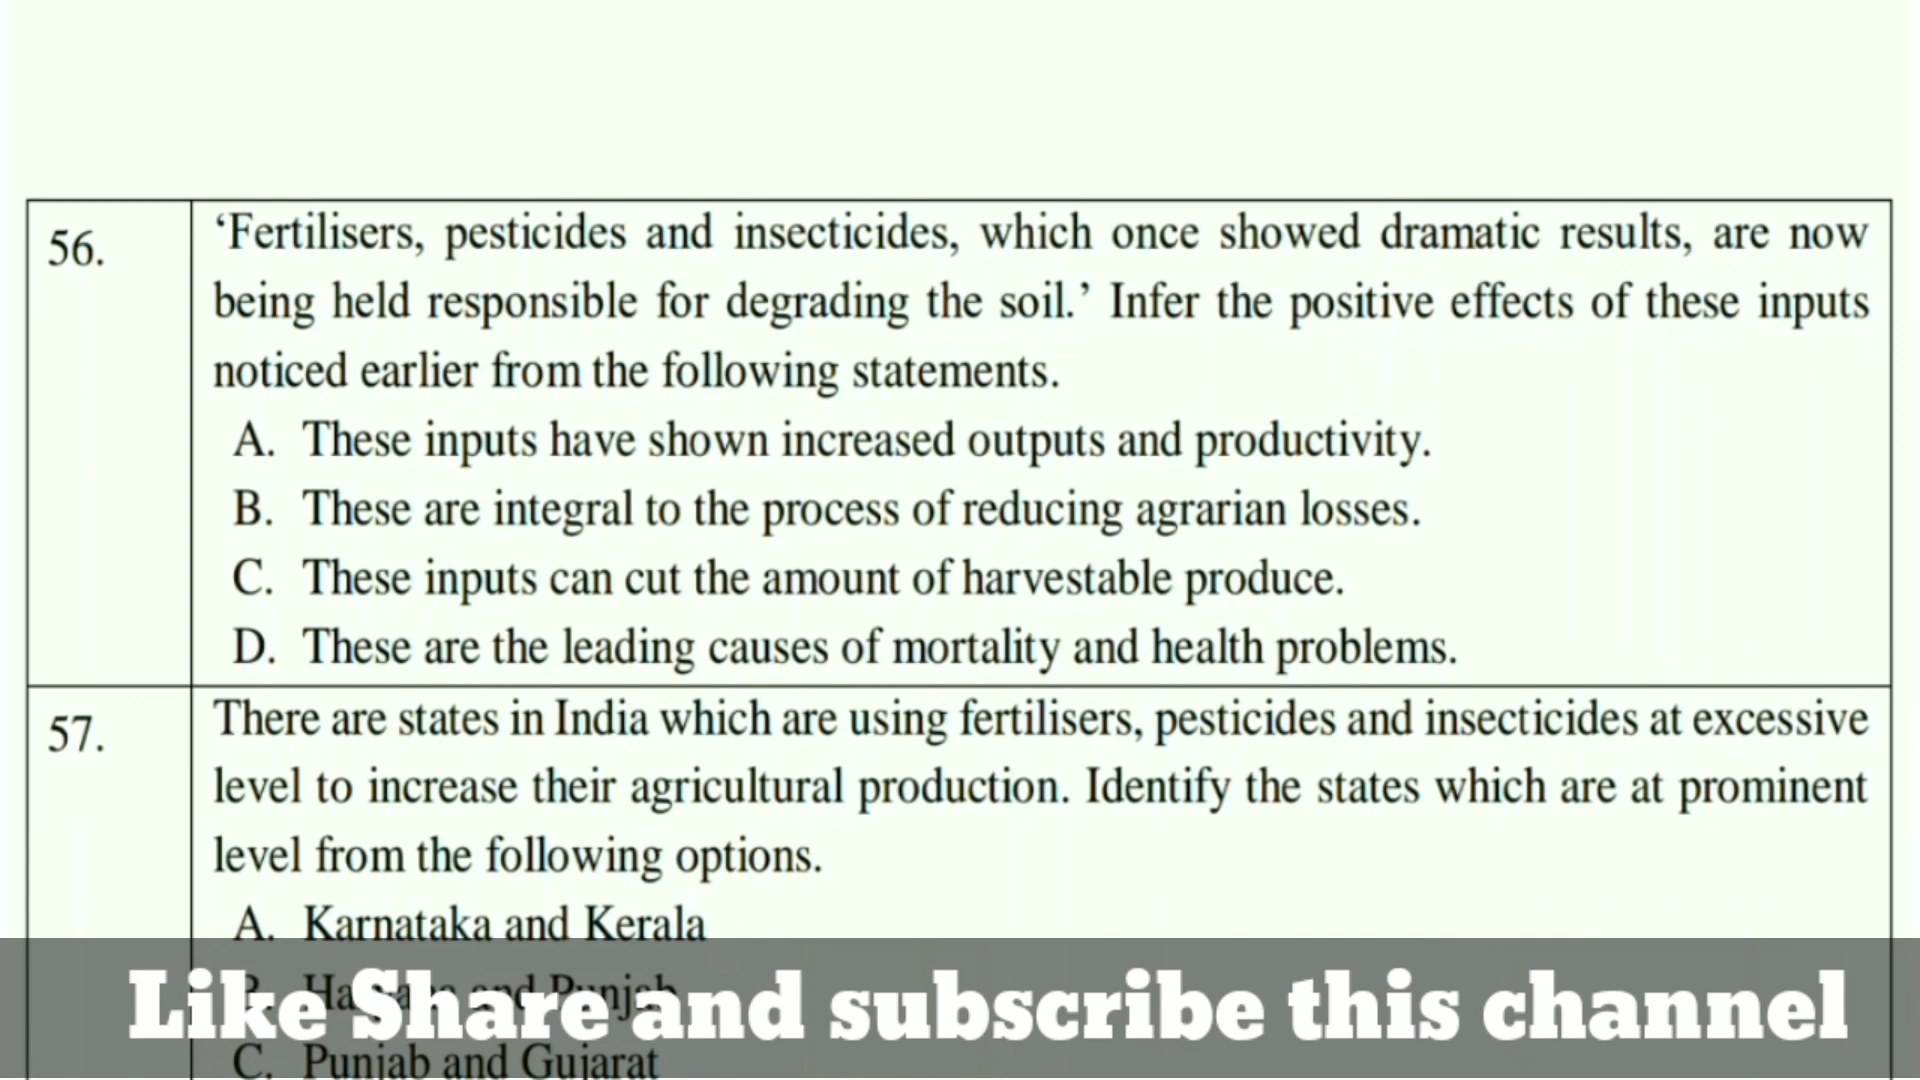 56.
‘Fertilisers, pesticides and insecticides, which once showed dramatic results, are now
being held responsible for degrading the soil.’ Infer the positive effects of these inputs
noticed earlier from the following statements.
A. These inputs have shown increased outputs and productivity.
B. These are integral to the process of reducing agrarian losses.
C. These inputs can cut the amount of harvestable produce.
D. These are the leading causes of mortality and health problems.
57.
There are states in India which are using fertilisers, pesticides and insecticides at excessive
level to increase their agricultural production. Identify the states which are at prominent
level from the following options.
A. Karnataka and Kerala
B. Haryana and Punjab
Like Share and subscribe this channel
C. Punjab and Gujarat